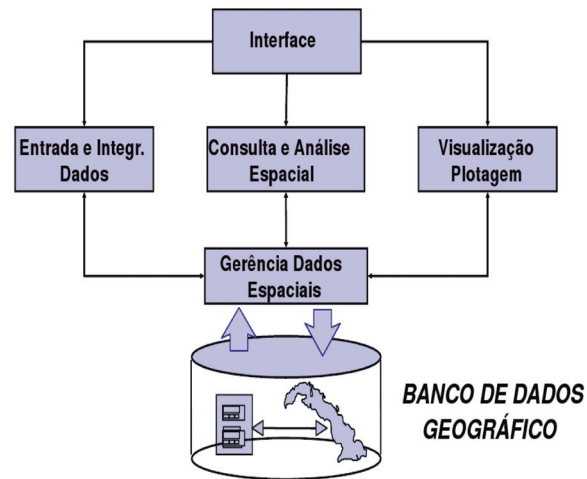 Interface
Entrada e Integr.
Dados
Consulta e Análise
Espacial
Visualização
Plotagem
Gerência Dados
Espaciais
BANCO DE DADOS
GEOGRÁFICO